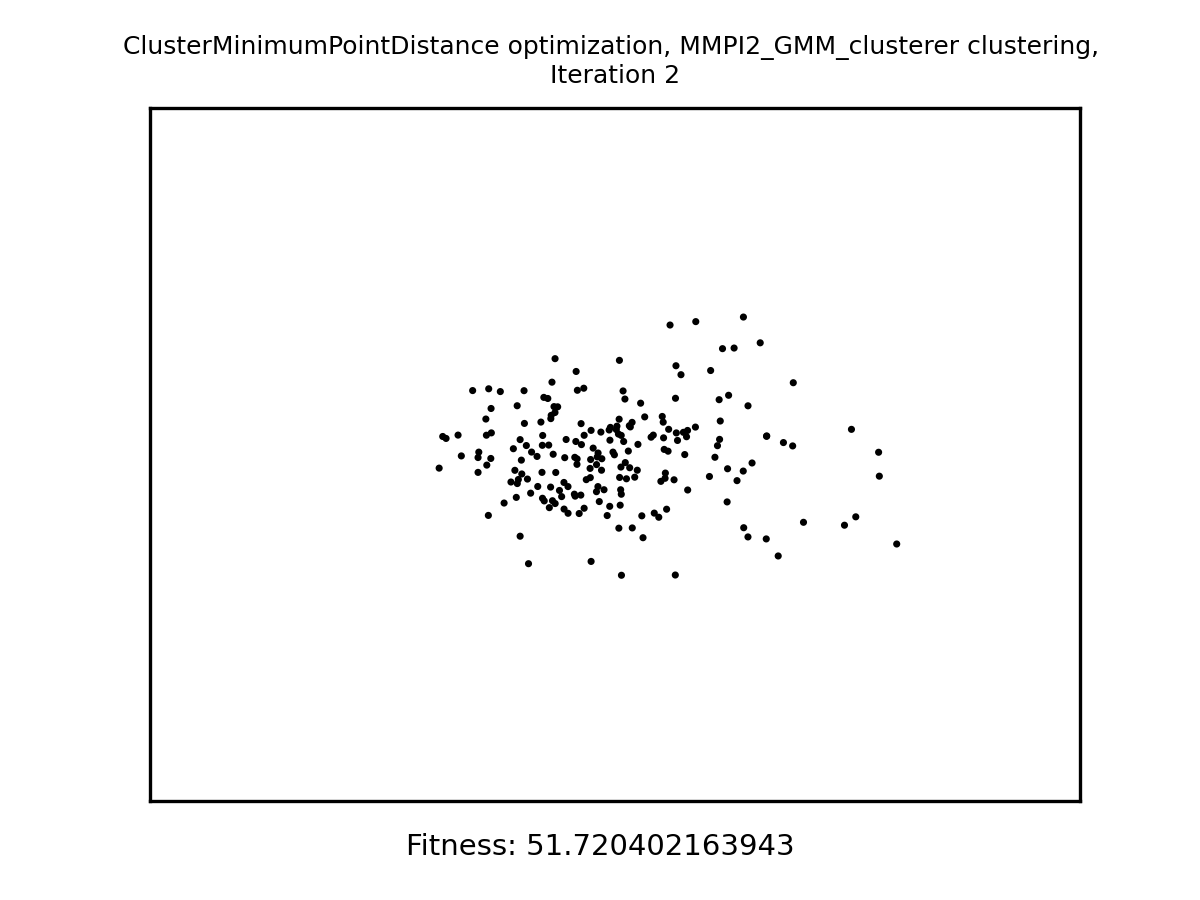 ClusterMinimumPointDistance optimization, MMPI2_GMM_clusterer clustering,
Iteration 2
Fitness: 51.720402163943